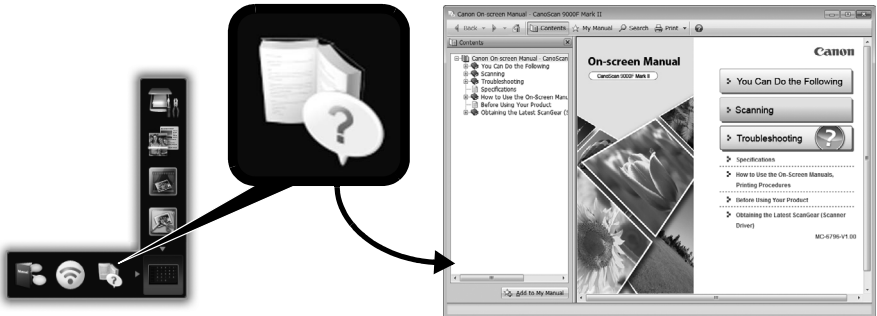 Canon On-screen Manual - CanoScan 9000F Mark II
Back
Contents
My Manual
Search
Print
Contents
Canon On-screen Manual - CanoScan
You Can Do the Following
Scanning
Troubleshooting
Specifications
How to Use the On-Screen Manu
Before Using Your Product
Obtaining the Latest ScanGear (S
Add to My Manual
Canon
On-screen Manual
CanoScan 9000F Mark II
You Can Do the Following
Scanning
Troubleshooting
Specifications
How to Use the On-Screen Manuals,
Printing Procedures
Before Using Your Product
Obtaining the Latest ScanGear (Scanner
Driver)
MC-6796-V1.00